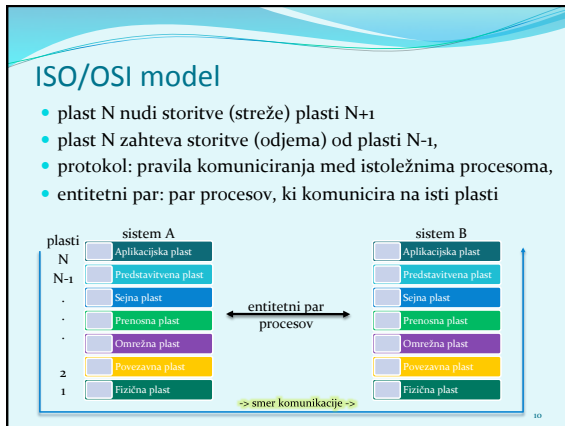 ISO/OSI model
• plast N nudi storitve (streže) plasti N+1
• plast N zahteva storitve (odjema) od plasti N-1,
• protokol: pravila komuniciranja med istoležnima procesoma,
• entitetni par: par procesov, ki komunicira na isti plasti
plasti
N
N-1
.
.
.
2
1
sistem A
Aplikacijska plast
Predstavitvena plast
Sejna plast
Prenosna plast
Omrežna plast
Povezavna plast
Fizična plast
entitetni par
procesov
sistem B
Aplikacijska plast
Predstavitvena plast
Sejna plast
Prenosna plast
Omrežna plast
Povezavna plast
Fizična plast
-> smer komunikacije ->
10